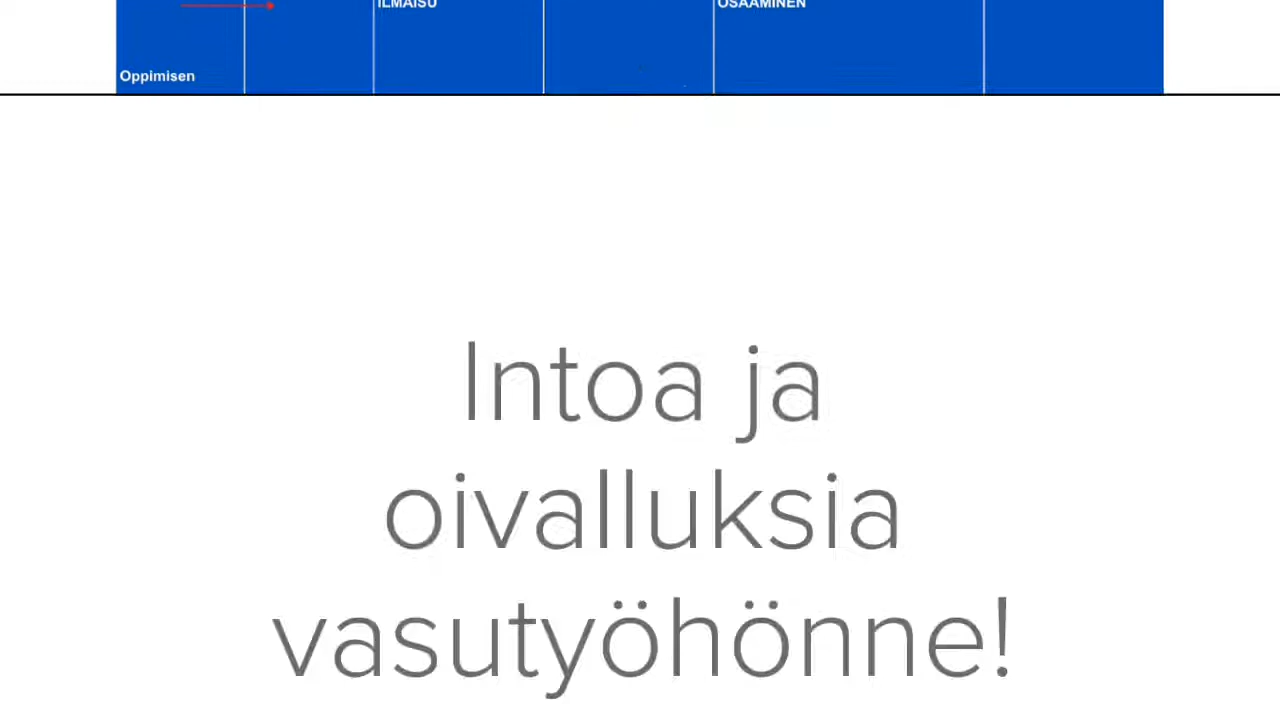 ILMAISU
OSAAMINEN
Oppimisen
Intoa ja
oivalluksia
vasutyöhönne!